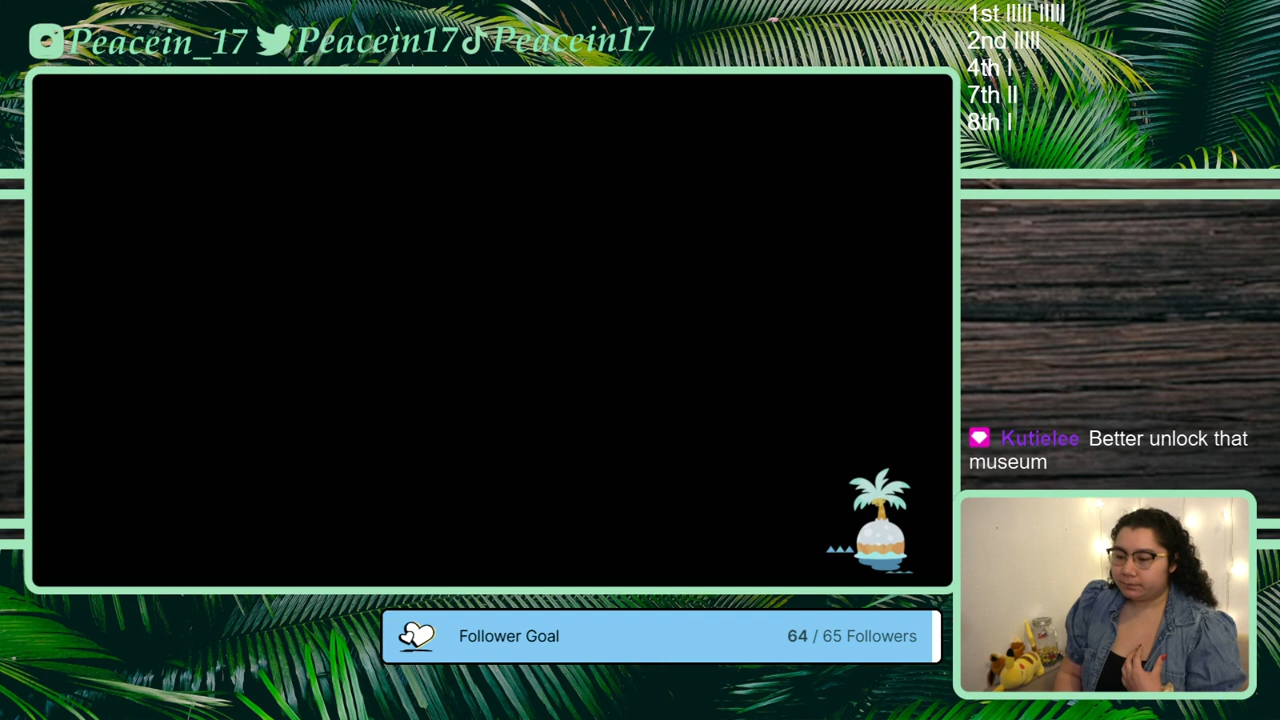 Peacein_17 Peacein17 Peacein17
1st IIIII IIIII
2nd IIIII
4th I
7th II
8th I
Kutielee Better unlock that
museum
Follower Goal 64 / 65 Followers